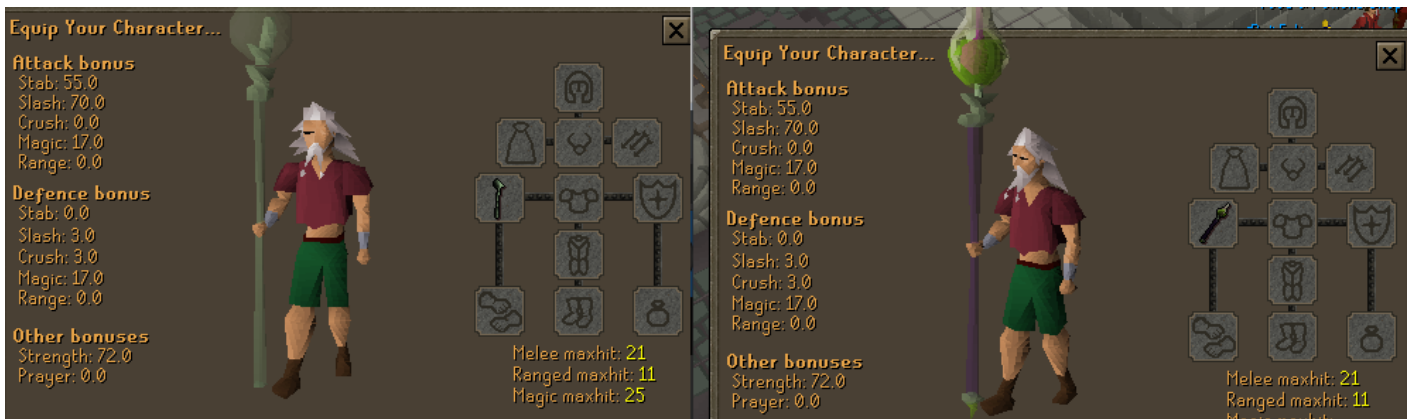 Equip Your Character...
Attack bonus
Stab: 55.0
Slash: 70.0
Crush: 0.0
Magic: 17.0
Range: 0.0
Defence bonus
Stab: 0.0
Slash: 3.0
Crush: 3.0
Magic: 17.0
Range: 0.0
Other bonuses
Strength: 72.0
Prayer: 0.0
Melee maxhit: 21
Ranged maxhit: 11
Magic maxhit: 25
Equip Your Character...
Attack bonus
Stab: 55.0
Slash: 70.0
Crush: 0.0
Magic: 17.0
Range: 0.0
Defence bonus
Stab: 0.0
Slash: 3.0
Crush: 3.0
Magic: 17.0
Range: 0.0
Other bonuses
Strength: 72.0
Prayer: 0.0
Melee maxhit: 21
Ranged maxhit: 11